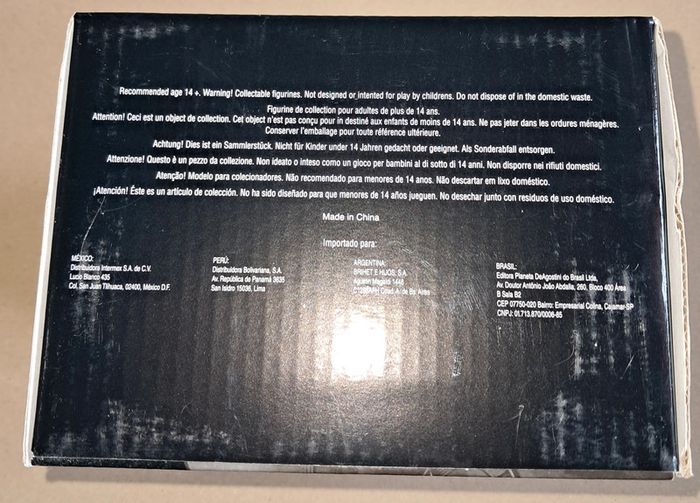 Recommended age 14 +. Warning! Collectable figurines. Not designed or intented for play by childrens. Do not dispose of in the domestic waste.
Figurine de collection pour adultes de plus de 14 ans.
Attention! Ceci est un object de collection. Cet object n'est pas conçu pour in destiné aux enfants de moins de 14 ans. Ne pas jeter dans les ordures ménagères.
Conserver l'emballage pour toute référence ultérieure.
Achtung! Dies ist ein Sammlerstück. Nicht für Kinder under 14 Jahren gedacht oder geeignet. Als Sonderabfall entsorgen.
Attenzione! Questo è un pezzo da collezione. Non ideato o inteso come un gioco per bambini al di sotto di 14 anni. Non disporre nei rifiuti domestici.
Atenção! Modelo para colecionadores. Não recomendado para menores de 14 anos. Não descartar em lixo doméstico.
¡Atención! Éste es un artículo de colección. No ha sido diseñado para que menores de 14 años jueguen. No desechar junto con residuos de uso doméstico.
Made in China
Importado para:
MÉXICO:
Distribuidora Intermex S.A. de C.V.
Lucio Blanco 435
Col. San Juan Tlihuaca, 02400, México D.F.
PERÚ:
Distribuidora Bolivariana, S.A.
Av. República de Panamá 3635
San Isidro 15036, Lima
ARGENTINA:
BRIHET E HIJOS, S.A
Agustín Magaldi 1448
Ciudad. A. de Bs. Aires
BRASIL:
Editora Planeta DeAgostini do Brasil Ltda.
Av. Doutor Antônio João Abdalla, 260, Bloco 400 Área
B Sala B2
CEP 07750-020 Bairro: Empresarial Colina, Cajamar-SP
CNPJ: 01.713.870/0006-85